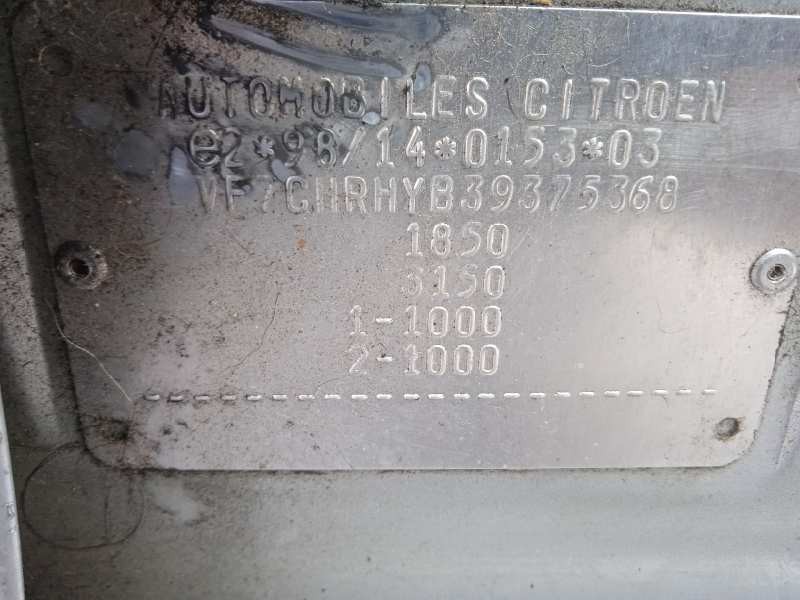 AUTOMOBILES CITROEN
e2*98/14*0153*03
VF7CHRHYB39375368
1850
3150
1-1000
2-1000